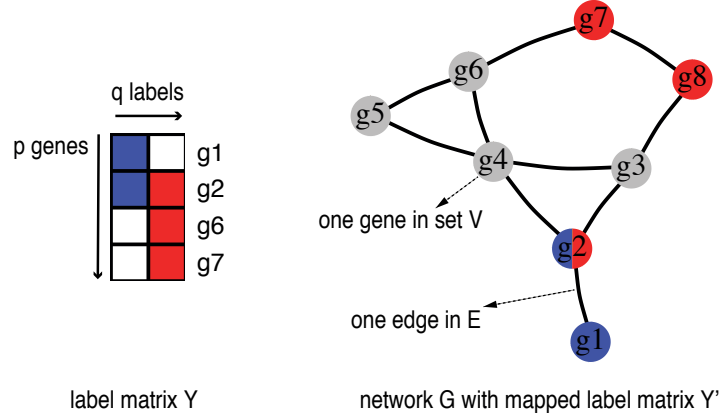 q labels
p genes
g1
g2
g6
g7
label matrix Y
g7
g8
g6
g5
g4
g3
one gene in set V
g2
one edge in E
g1
network G with mapped label matrix Y'